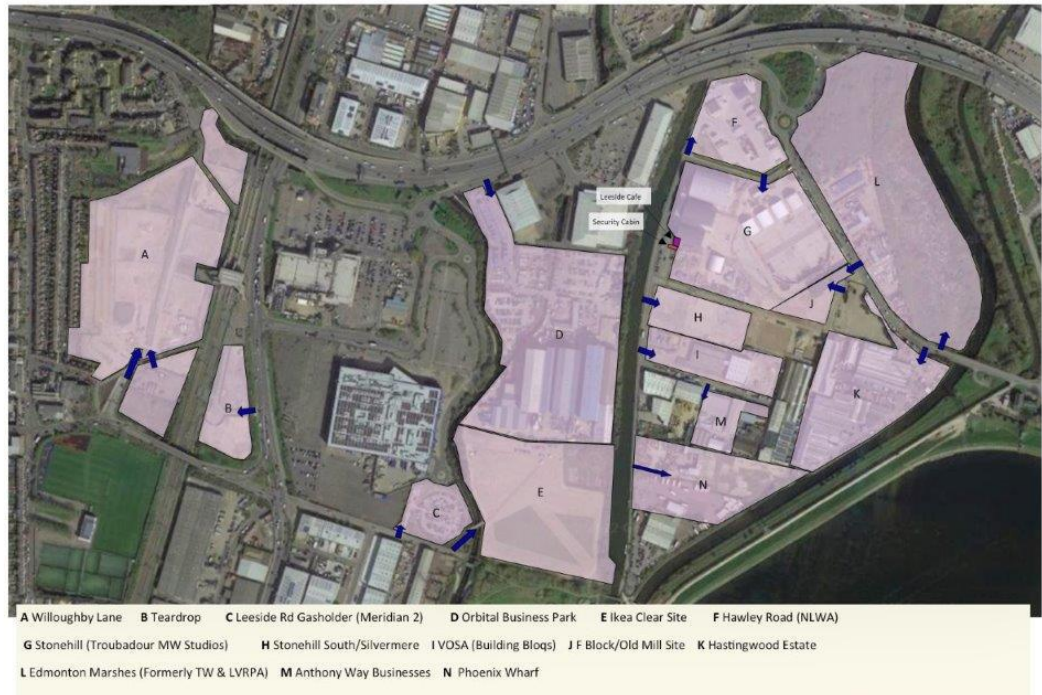 F
L
Leeside Cafe
Security Cabin
G
A
J
H
D
I
K
B
M
N
E
C
A Willoughby Lane B Teardrop C Leeside Rd Gasholder (Meridian 2) D Orbital Business Park E Ikea Clear Site F Hawley Road (NLWA)
G Stonehill (Troubadour MW Studios) H Stonehill South/Silvermere I VOSA (Building Bloqs) J F Block/Old Mill Site K Hastingwood Estate
L Edmonton Marshes (Formerly TW & LVRPA) M Anthony Way Businesses N Phoenix Wharf